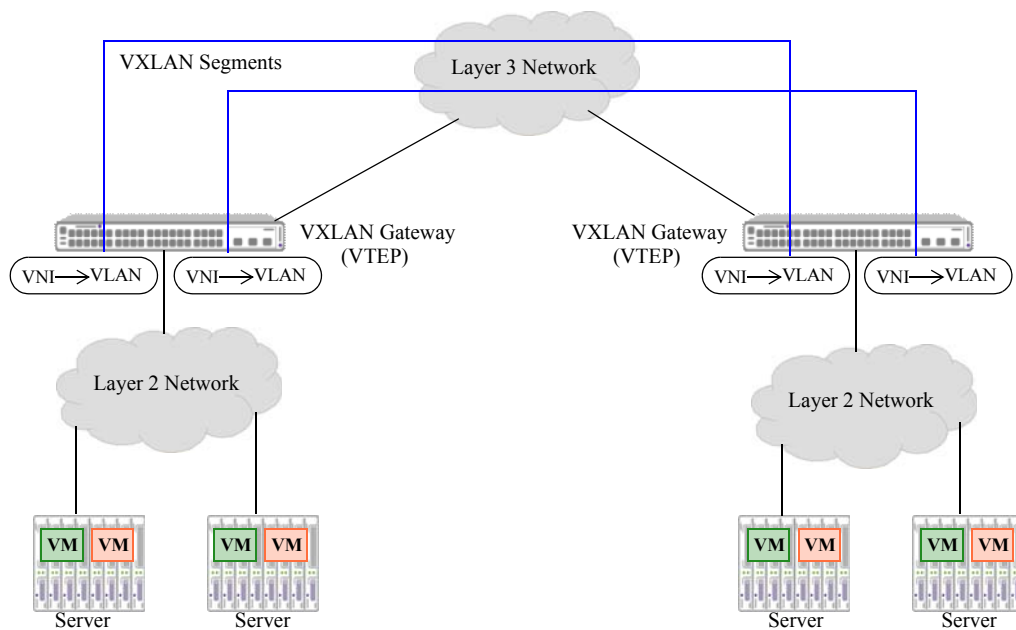 Layer 3 Network
VXLAN Segments
VXLAN Gateway
(VTEP)
VXLAN Gateway
(VTEP)
VNI VLAN
VNI VLAN
VNI VLAN
VNI VLAN
Layer 2 Network
Layer 2 Network
VM VM
VM VM
VM VM
VM VM
Server
Server
Server
Server